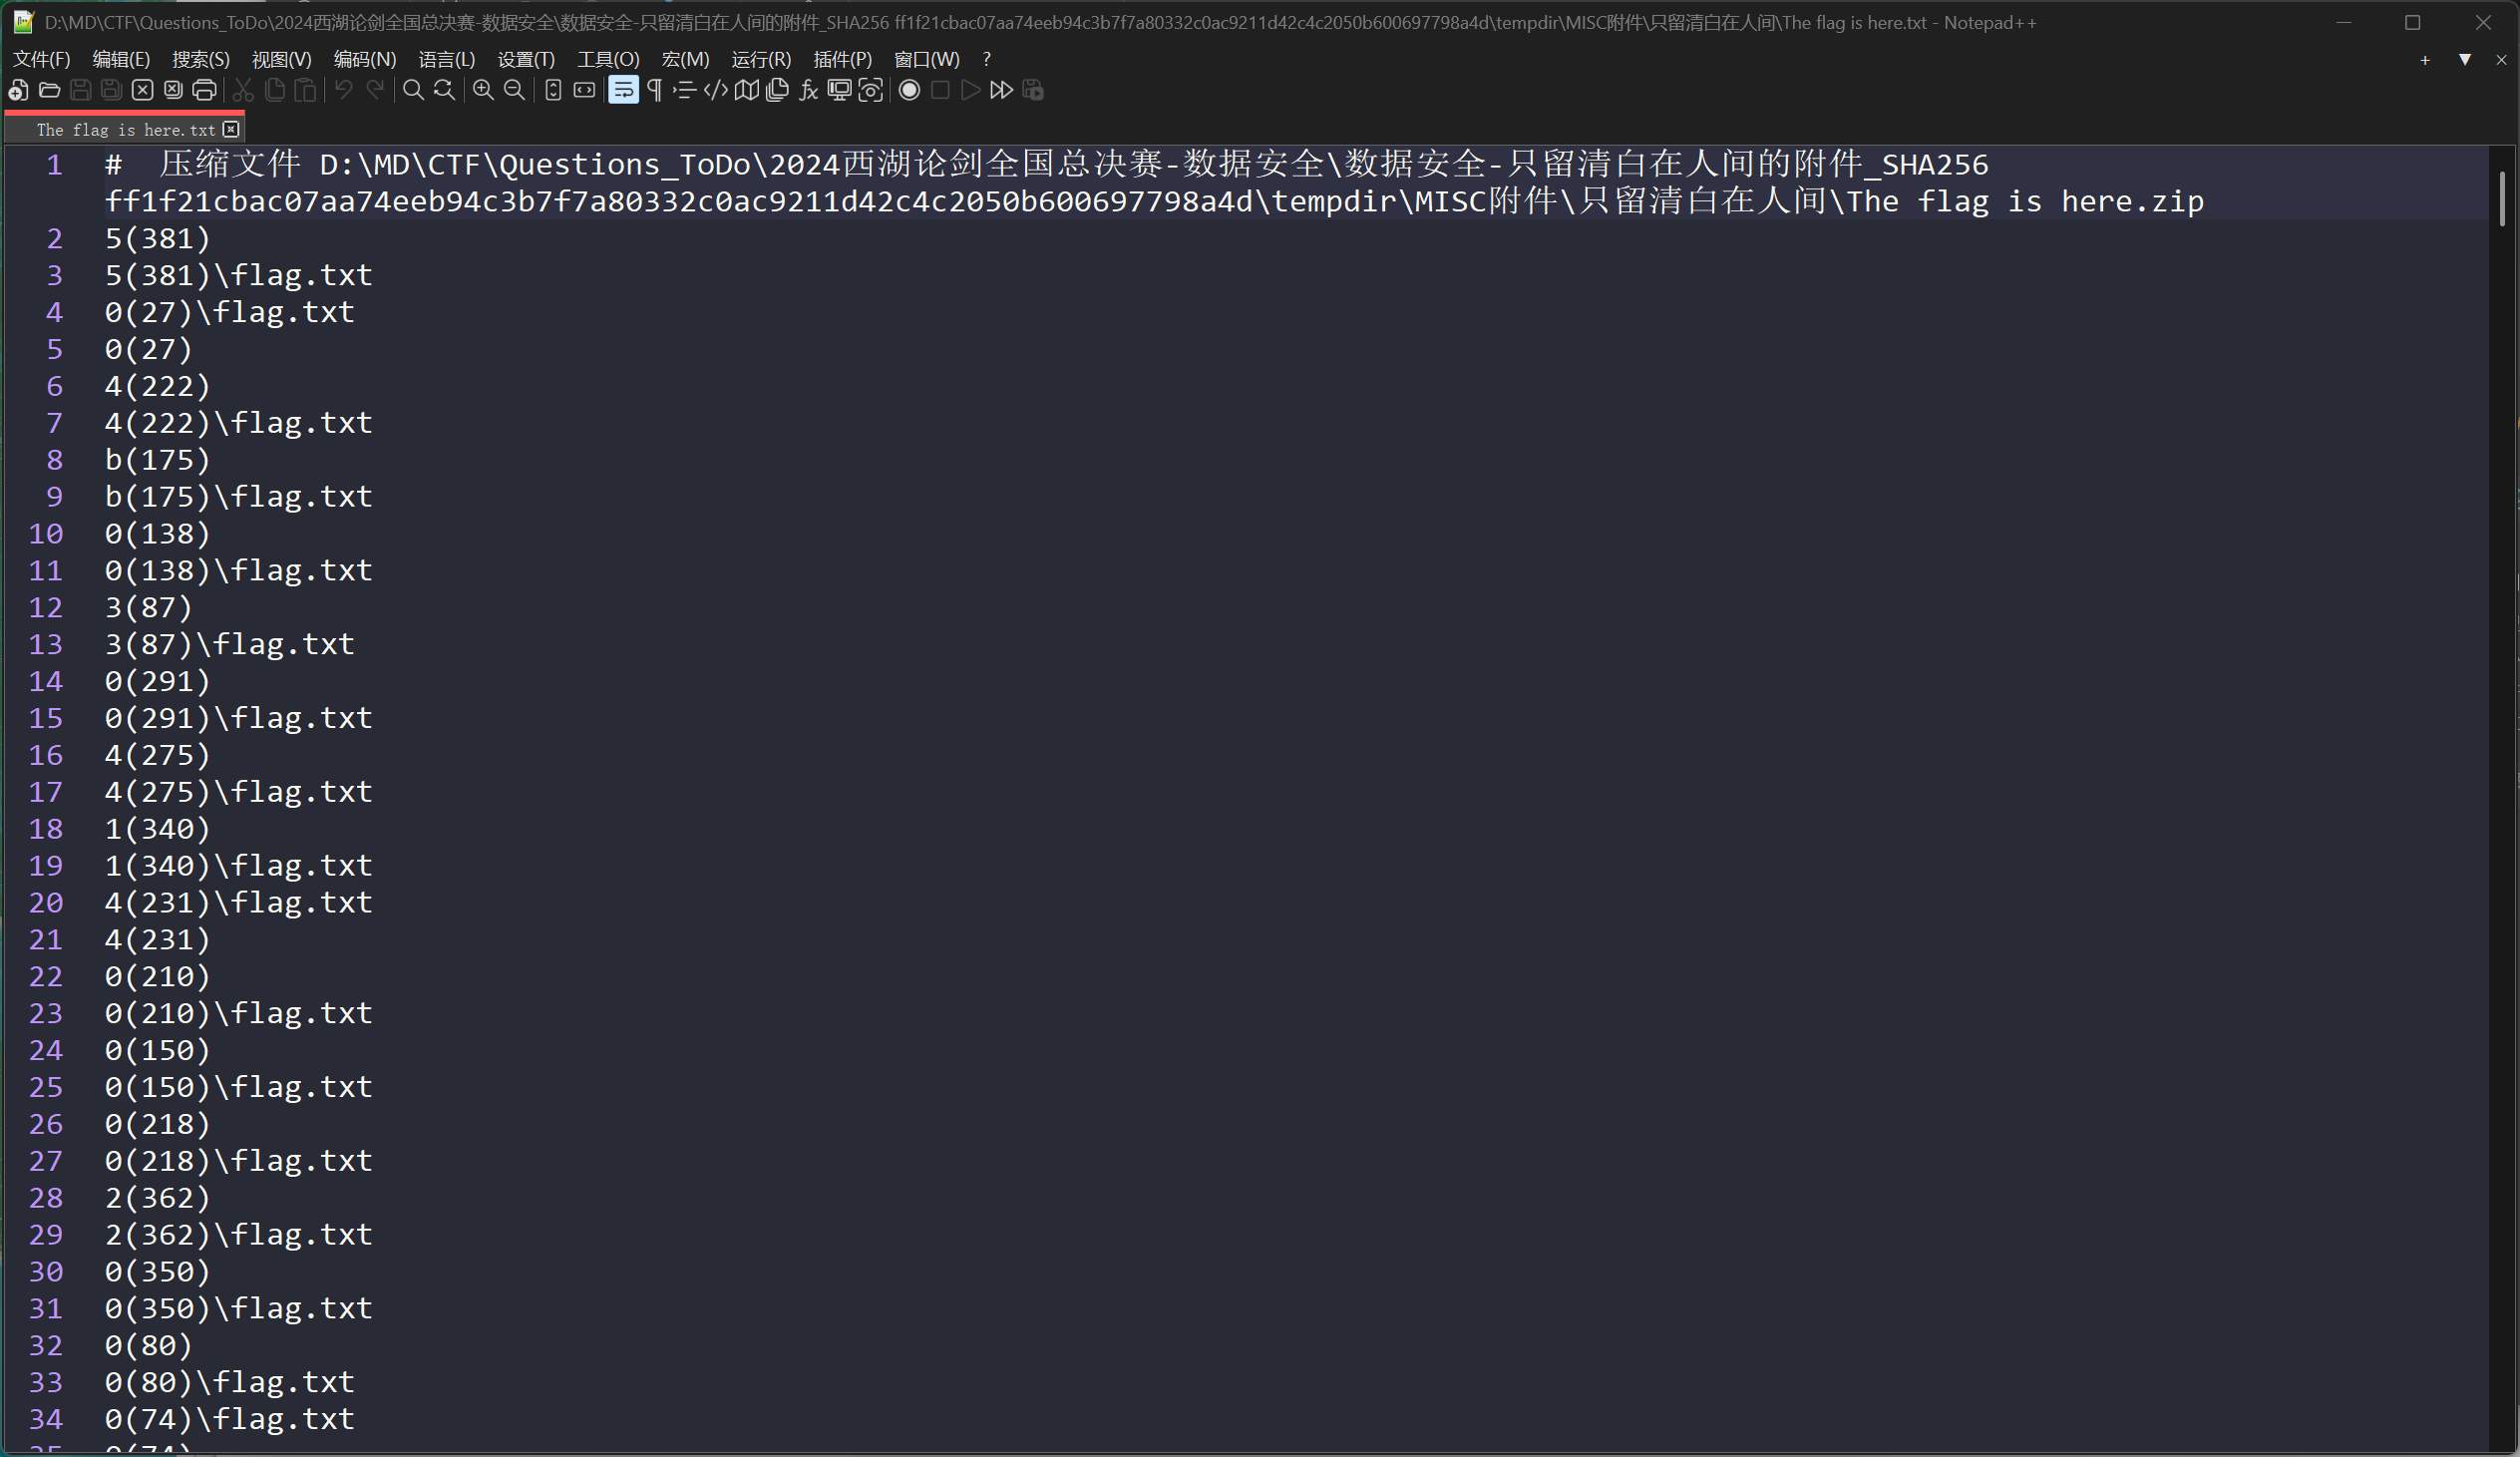 D:\MD\CTF\Questions_ToDo\2024西湖论剑全国总决赛-数据安全\数据安全-只留清白在人间的附件_SHA256 ff1f21cbac07aa74eeb94c3b7f7a80332c0ac9211d42c4c2050b600697798a4d\tempdir\MISC附件\只留清白在人间\The flag is here.txt - Notepad++
文件(F) 编辑(E) 搜索(S) 视图(V) 编码(N) 语言(L) 设置(T) 工具(O) 宏(M) 运行(R) 插件(P) 窗口(W) ?
The flag is here.txt
1 # 压缩文件 D:\MD\CTF\Questions_ToDo\2024西湖论剑全国总决赛-数据安全\数据安全-只留清白在人间的附件_SHA256
ff1f21cbac07aa74eeb94c3b7f7a80332c0ac9211d42c4c2050b600697798a4d\tempdir\MISC附件\只留清白在人间\The flag is here.zip
2 5(381)
3 5(381)\flag.txt
4 0(27)\flag.txt
5 0(27)
6 4(222)
7 4(222)\flag.txt
8 b(175)
9 b(175)\flag.txt
10 0(138)
11 0(138)\flag.txt
12 3(87)
13 3(87)\flag.txt
14 0(291)
15 0(291)\flag.txt
16 4(275)
17 4(275)\flag.txt
18 1(340)
19 1(340)\flag.txt
20 4(231)\flag.txt
21 4(231)
22 0(210)
23 0(210)\flag.txt
24 0(150)
25 0(150)\flag.txt
26 0(218)
27 0(218)\flag.txt
28 2(362)
29 2(362)\flag.txt
30 0(350)
31 0(350)\flag.txt
32 0(80)
33 0(80)\flag.txt
34 0(74)\flag.txt
35 0(74)